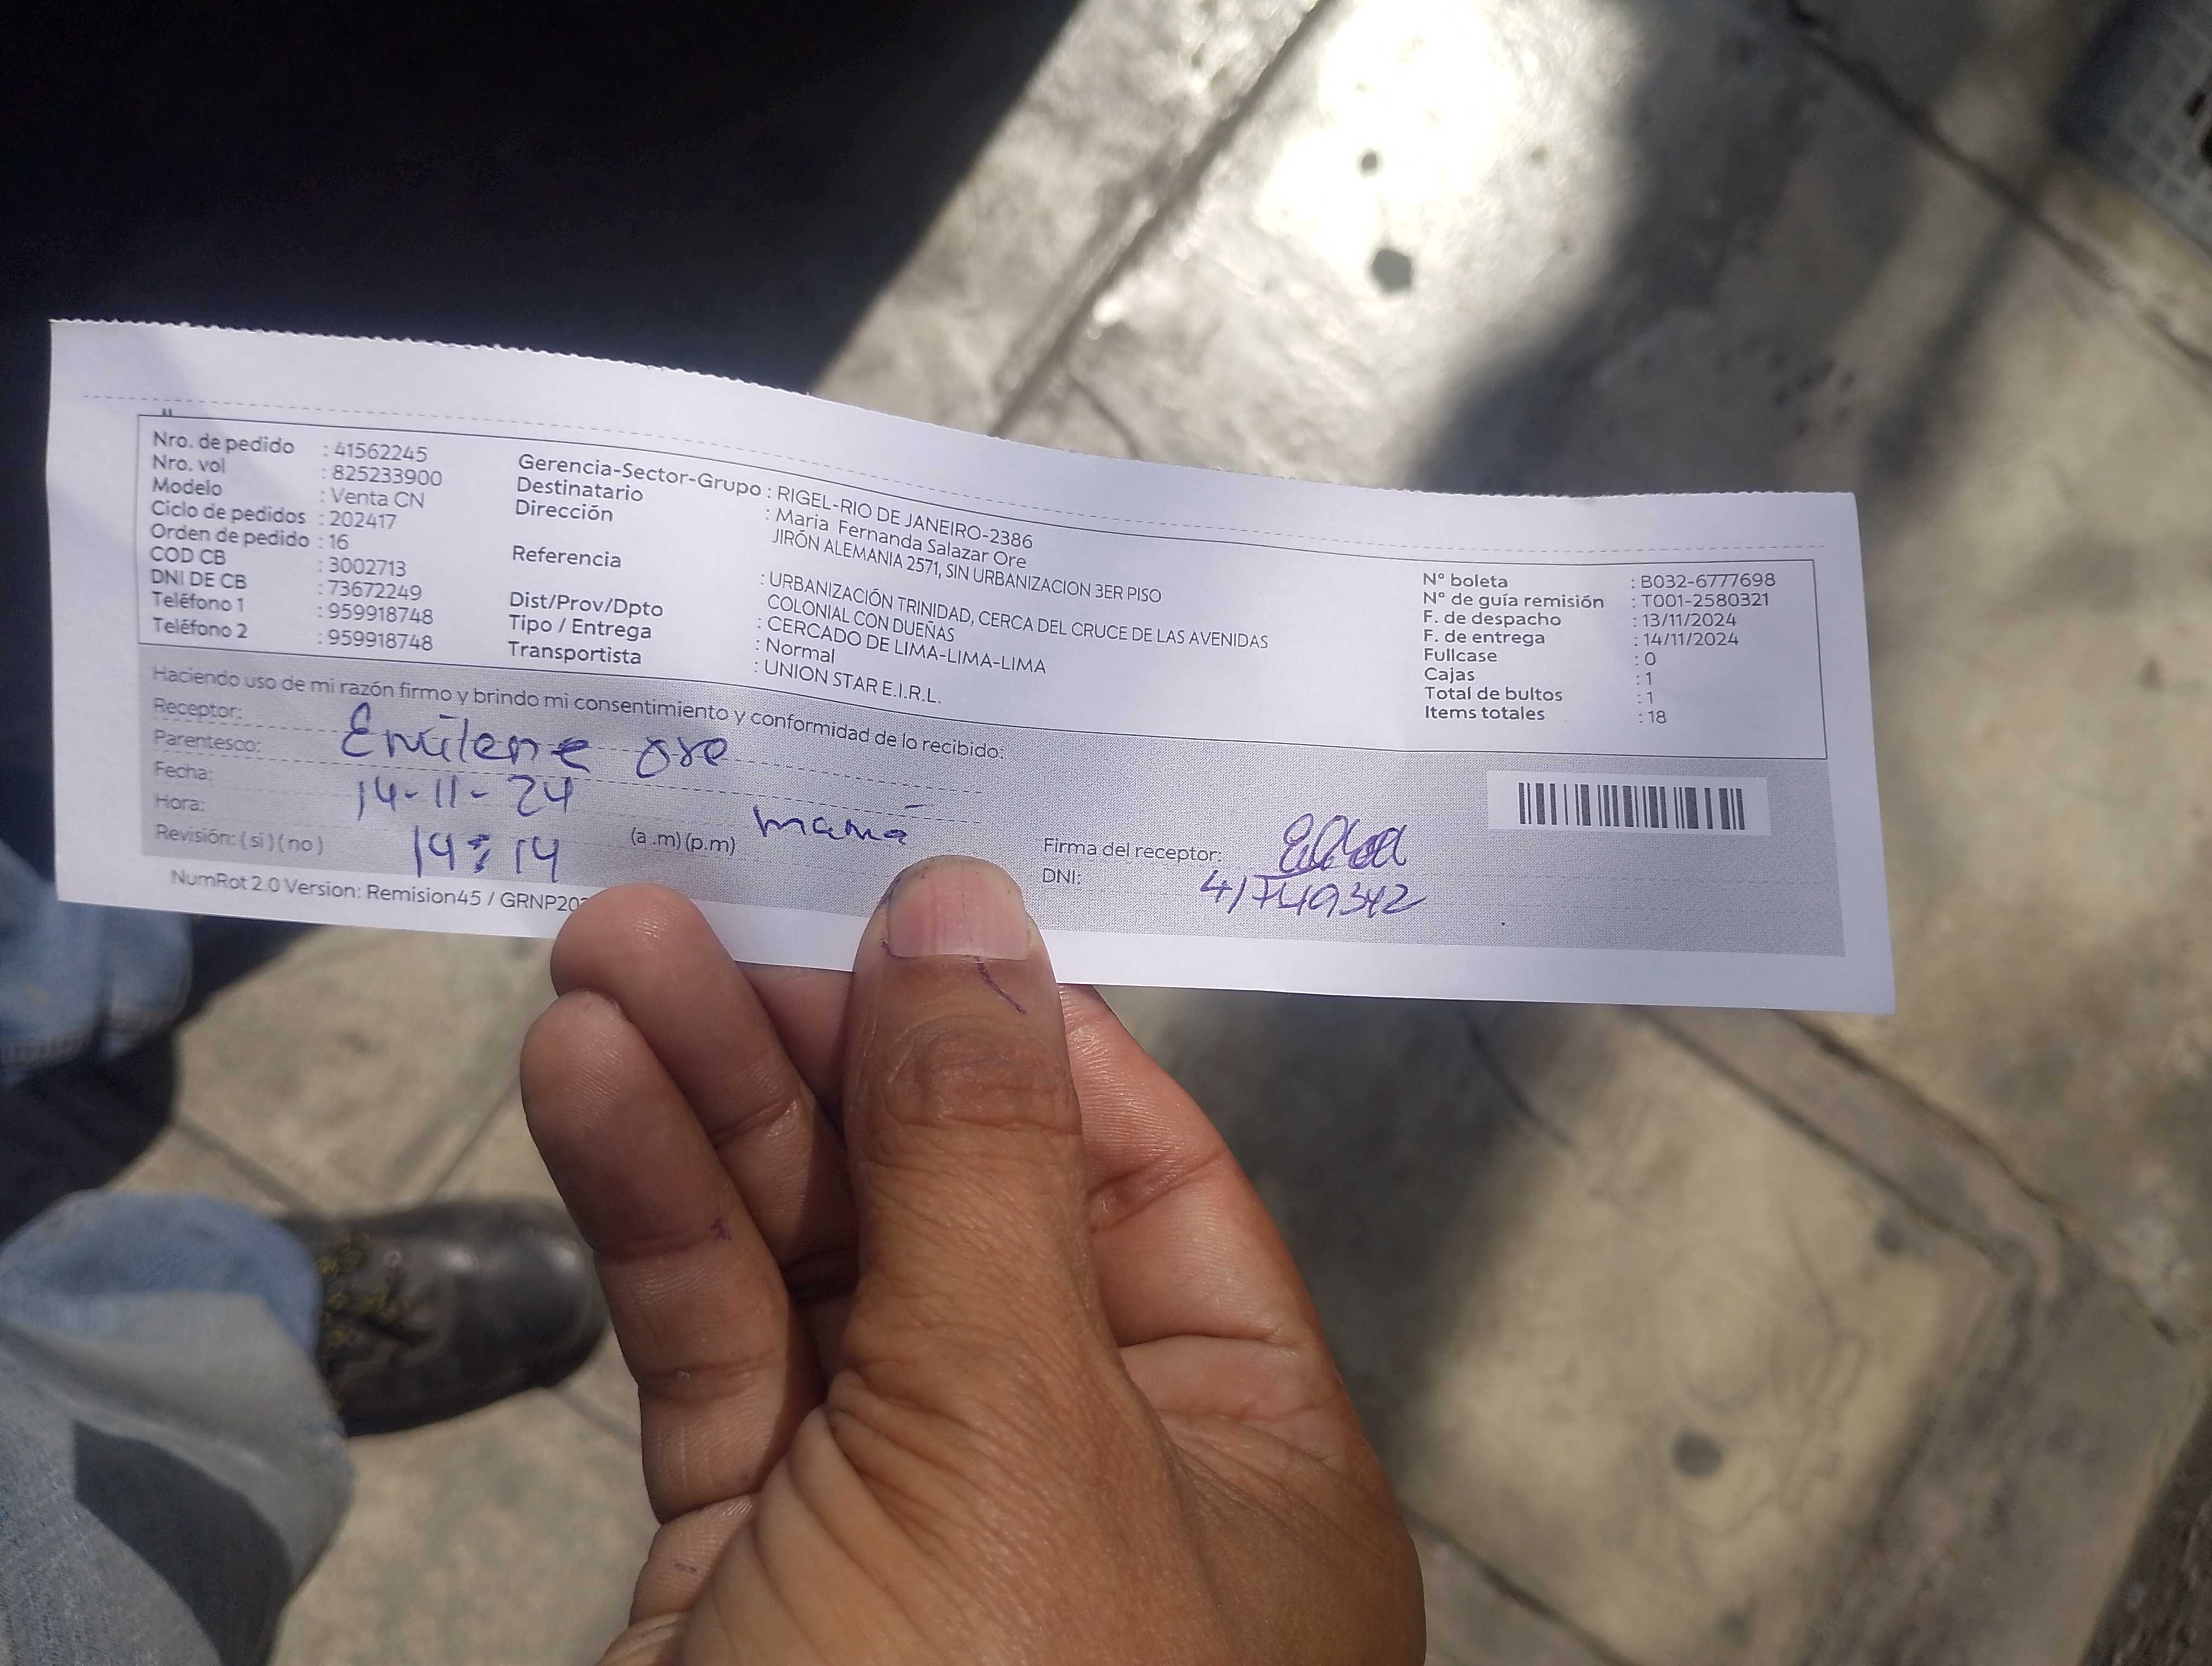 Nro. de pedido : 41562245
Nro. vol : 825233900
Modelo : Venta CN
Ciclo de pedidos : 202417
Orden de pedido : 16
COD CB : 3002713
DNI DE CB : 73672249
Teléfono 1 : 959918748
Teléfono 2 : 959918748
Gerencia-Sector-Grupo : RIGEL-RIO DE JANEIRO-2386
Destinatario : Maria Fernanda Salazar Ore
Dirección JIRÓN ALEMANIA 2571, SIN URBANIZACION 3ER PISO
Referencia : URBANIZACIÓN TRINIDAD, CERCA DEL CRUCE DE LAS AVENIDAS
COLONIAL CON DUEÑAS
Dist/Prov/Dpto : CERCADO DE LIMA-LIMA-LIMA
Tipo / Entrega : Normal
Transportista : UNION STAR E.I.R.L.
N° boleta : B032-6777698
N° de guía remisión : T001-2580321
F. de despacho : 13/11/2024
F. de entrega : 14/11/2024
Fullcase : 0
Cajas : 1
Total de bultos : 1
Items totales : 18
Haciendo uso de mi razón firmo y brindo mi consentimiento y conformidad de lo recibido:
Receptor: ore
Parentesco: mamá
Fecha: 14-11-24
Hora: 14:14 (a .m) (p.m)
Revisión: ( si ) ( no )
Firma del receptor:
DNI: 41749342
NumRot 2.0 Version: Remision45 / GRNP20